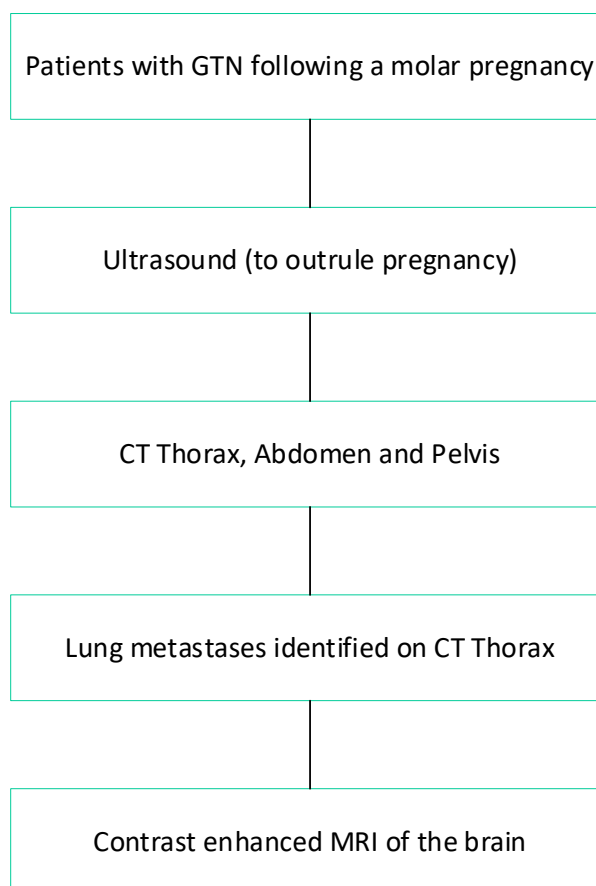 Patients with GTN following a molar pregnancy
Ultrasound (to outrule pregnancy)
CT Thorax, Abdomen and Pelvis
Lung metastases identified on CT Thorax
Contrast enhanced MRI of the brain